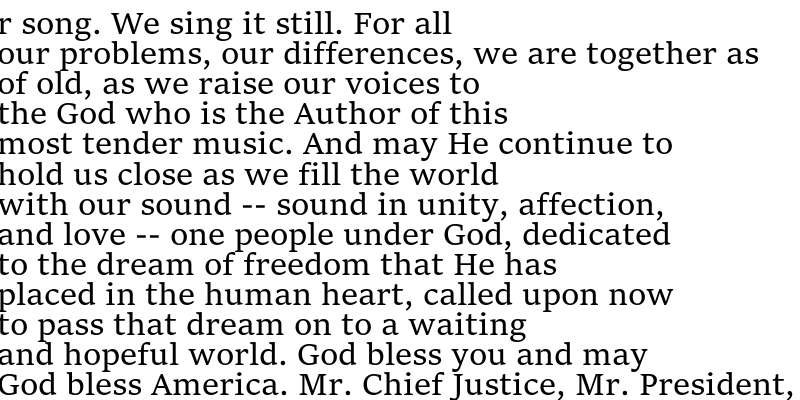 r song. We sing it still. For all
our problems, our differences, we are together as
of old, as we raise our voices to
the God who is the Author of this
most tender music. And may He continue to
hold us close as we fill the world
with our sound -- sound in unity, affection,
and love -- one people under God, dedicated
to the dream of freedom that He has
placed in the human heart, called upon now
to pass that dream on to a waiting
and hopeful world. God bless you and may
God bless America. Mr. Chief Justice, Mr. President,